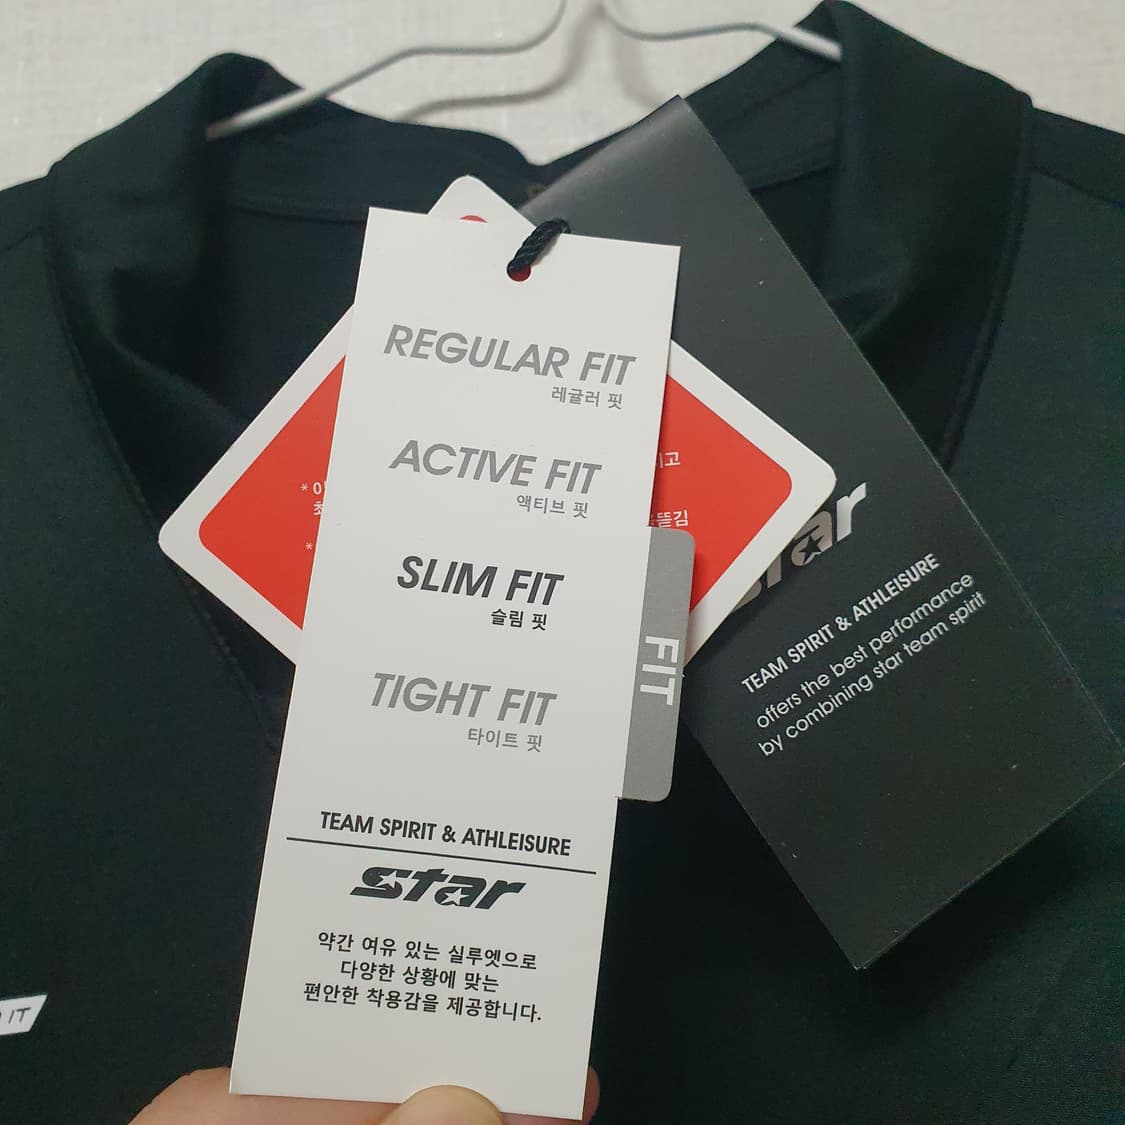 REGULAR FIT
레귤러 핏
ACTIVE FIT
액티브 핏
SLIM FIT
슬림 핏
TIGHT FIT
타이트 핏
TEAM SPIRIT & ATHLEISURE
star
약간 여유 있는 실루엣으로
다양한 상황에 맞는
편안한 착용감을 제공합니다.
FIT
TEAM SPIRIT & ATHLEISURE
offers the best performance
by combining star team spirit
IT